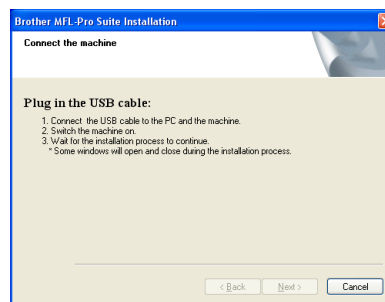 Brother MFL-Pro Suite Installation
Connect the machine
Plug in the USB cable:
1. Connect the USB cable to the PC and the machine.
2. Switch the machine on.
3. Wait for the installation process to continue.
* Some windows will open and close during the installation process.
< Back
Next >
Cancel